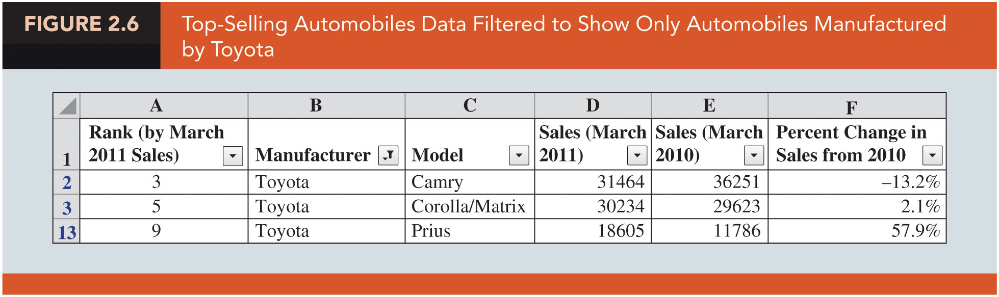 FIGURE 2.6
Top-Selling Automobiles Data Filtered to Show Only Automobiles Manufactured
by Toyota
A B C D E F
1 Rank (by March 2011 Sales) Manufacturer Model Sales (March 2011) Sales (March 2010) Percent Change in Sales from 2010
2 3 Toyota Camry 31464 36251 –13.2%
3 5 Toyota Corolla/Matrix 30234 29623 2.1%
13 9 Toyota Prius 18605 11786 57.9%